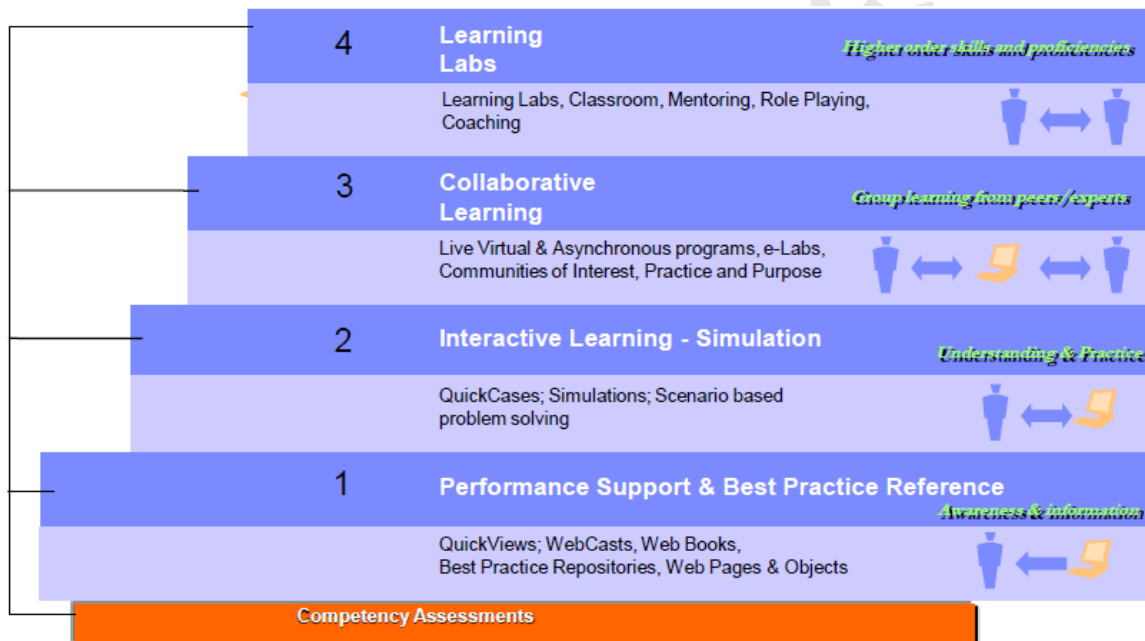 4
Learning
Labs
Higher order skills and proficiencies
Learning Labs, Classroom, Mentoring, Role Playing,
Coaching
3
Collaborative
Learning
Group learning from peers/experts
Live Virtual & Asynchronous programs, e-Labs,
Communities of Interest, Practice and Purpose
2
Interactive Learning - Simulation
Understanding & Practice
QuickCases; Simulations; Scenario based
problem solving
1
Performance Support & Best Practice Reference
Awareness & information
QuickViews; WebCasts, Web Books,
Best Practice Repositories, Web Pages & Objects
Competency Assessments